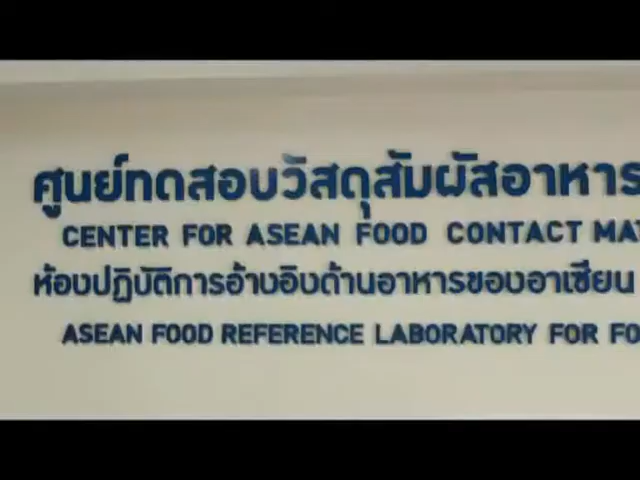 ศูนย์ทดสอบวัสดุสัมผัสอาหาร
CENTER FOR ASEAN FOOD CONTACT MAT
ห้องปฏิบัติการอ้างอิงด้านอาหารของอาเซียน
ASEAN FOOD REFERENCE LABORATORY FOR FO